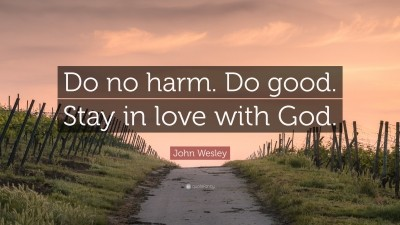 Do no harm. Do good.
Stay in love with God.
John Wesley